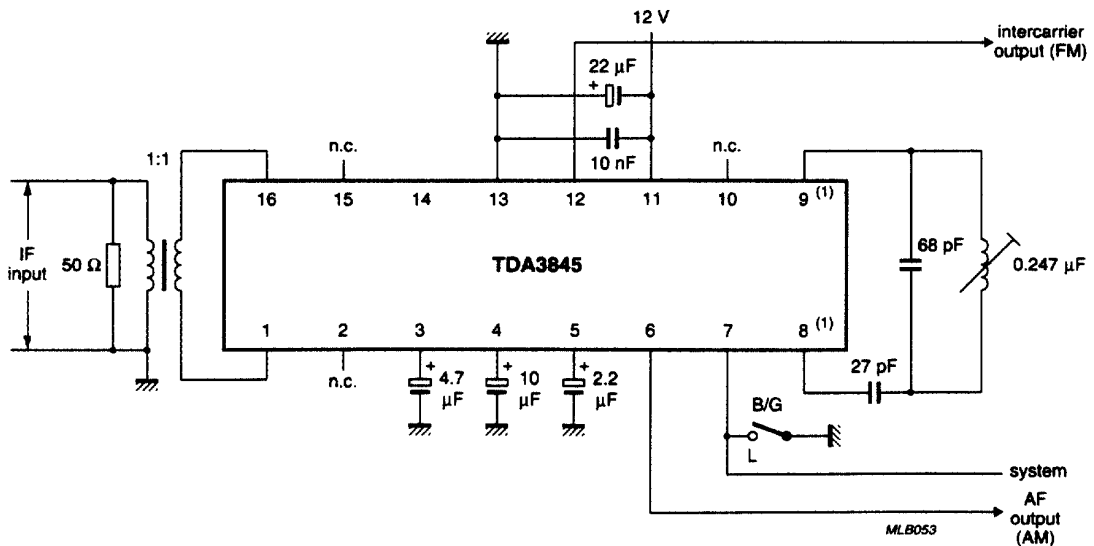 12 V
intercarrier
output (FM)
22 µF
+
10 nF
1:1
n.c.
n.c.
16 15 14 13 12 11 10 9 (1)
IF
input
50 Ω
TDA3845
68 pF
0.247 µF
1 2 3 4 5 6 7 8 (1)
n.c.
+ 4.7
µF
+ 10
µF
+ 2.2
µF
27 pF
B/G
L
system
AF
output
(AM)
MLB053